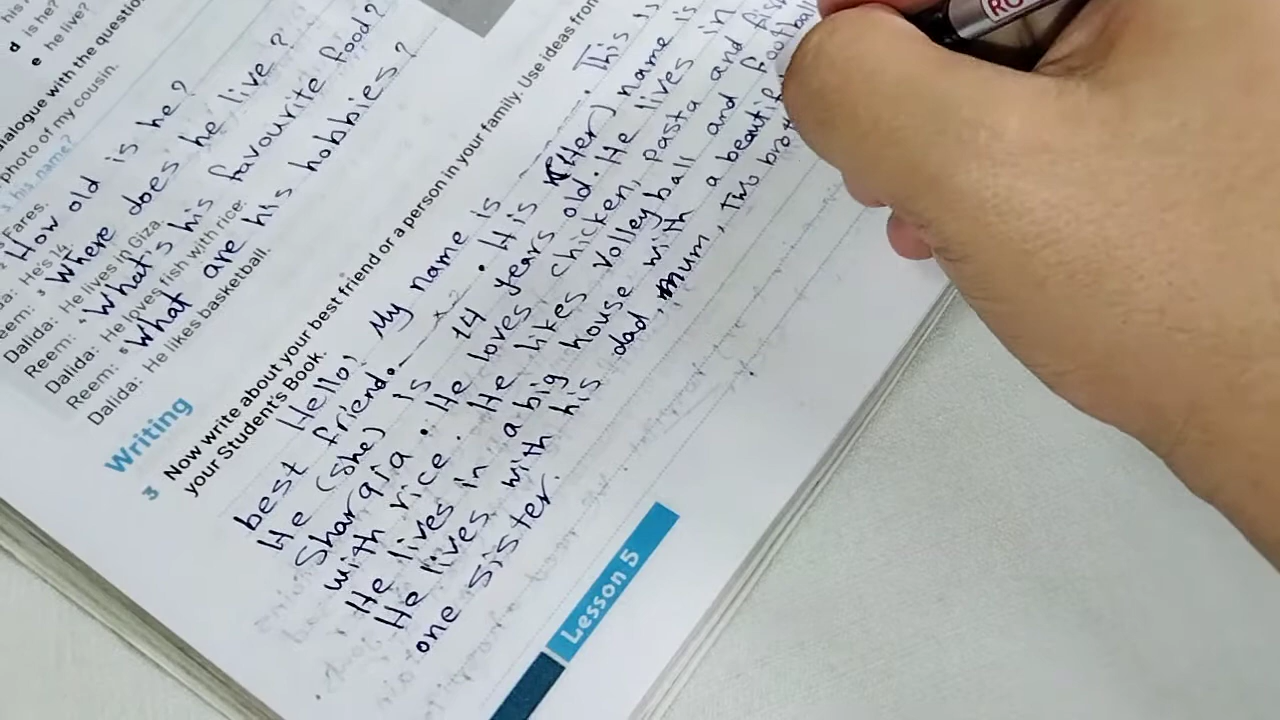 his
d is he?
e he live?
dialogue with the question
photo of my cousin.
his name?
Fares.
2 How old is he?
Dalida: He's 14.
Reem: 3 Where does he live?
Dalida: He lives in Giza.
Reem: 4 What's his favourite food?
Dalida: He loves fish with rice.
Reem: 5 What are his hobbies?
Dalida: He likes basketball.
Writing
3 Now write about your best friend or a person in your family. Use ideas from
your Student's Book.
Hello, My name is . This is
best friend. . His (Her) name is
He (she) is 14 years old. He lives in
Sharqia. He loves chicken, pasta and fish
with rice. He likes volleyball and football
He lives in a big house with a
He lives with his dad, mum, two
one sister.
Lesson 5